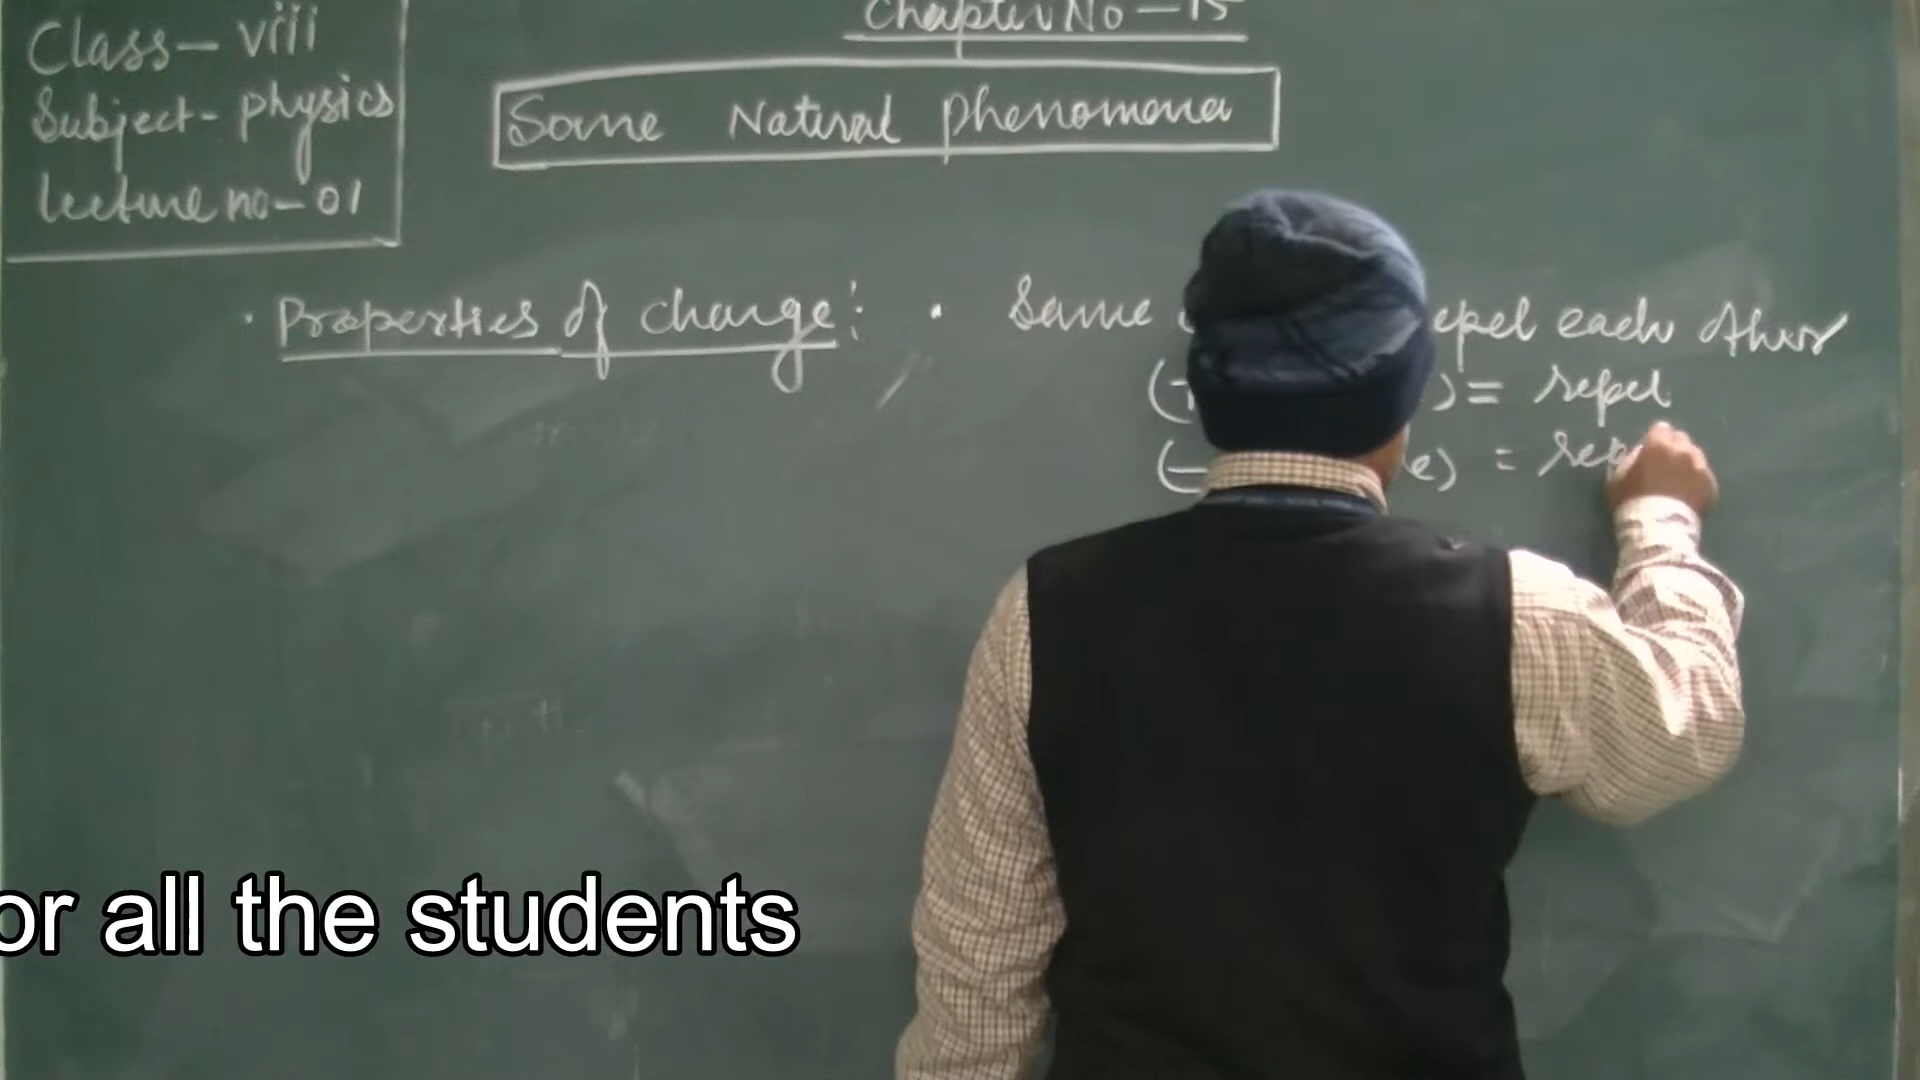 Class - viii
Subject - physics
Lecture no - 01
Chapter No - 15
Some Natural Phenomena
· Properties of charge : · Same repel each other
( ) = repel
(- e) = rep
or all the students